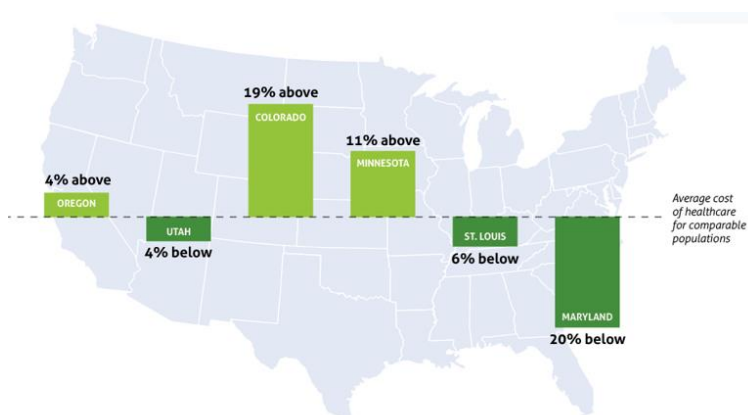 19% above
COLORADO
11% above
MINNESOTA
4% above
OREGON
Average cost
of healthcare
for comparable
populations
UTAH
4% below
ST. LOUIS
6% below
MARYLAND
20% below